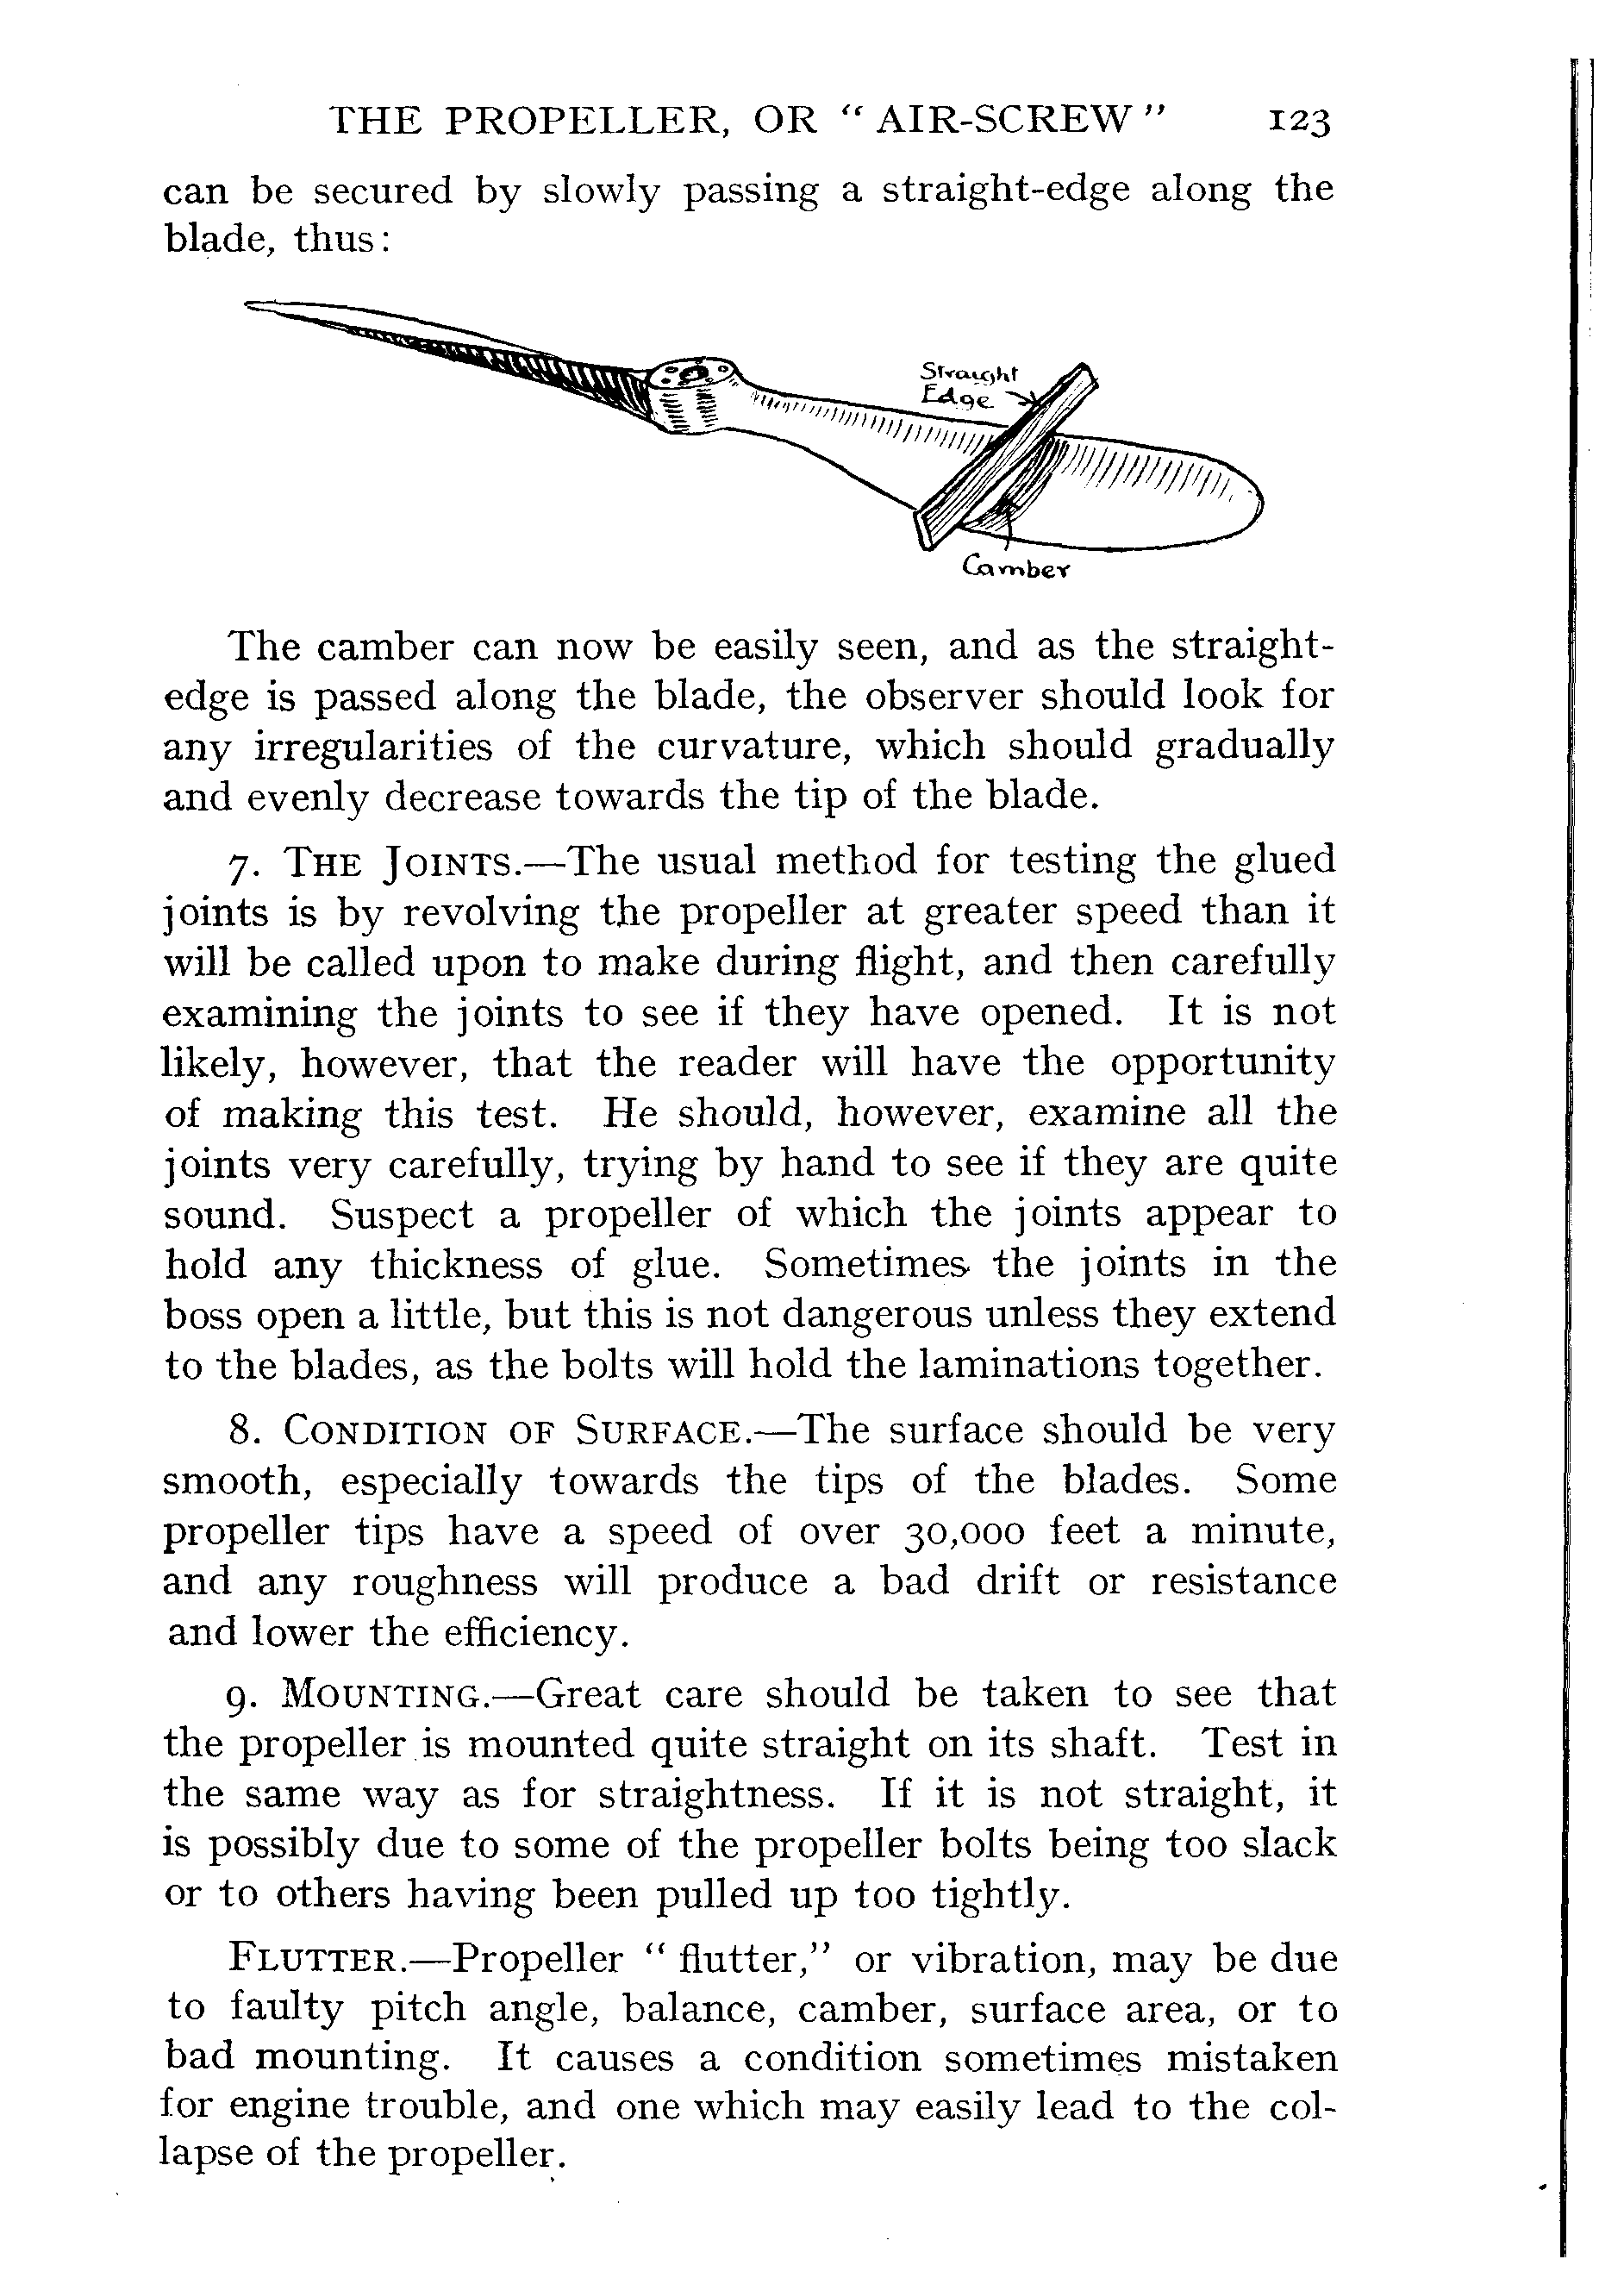 THE PROPELLER, OR “ AIR-SCREW ” 123
can be secured by slowly passing a straight-edge along the
blade, thus:
Straight
Edge
Camber
The camber can now be easily seen, and as the straight-
edge is passed along the blade, the observer should look for
any irregularities of the curvature, which should gradually
and evenly decrease towards the tip of the blade.
7. THE JOINTS.—The usual method for testing the glued
joints is by revolving the propeller at greater speed than it
will be called upon to make during flight, and then carefully
examining the joints to see if they have opened. It is not
likely, however, that the reader will have the opportunity
of making this test. He should, however, examine all the
joints very carefully, trying by hand to see if they are quite
sound. Suspect a propeller of which the joints appear to
hold any thickness of glue. Sometimes the joints in the
boss open a little, but this is not dangerous unless they extend
to the blades, as the bolts will hold the laminations together.
8. CONDITION OF SURFACE.—The surface should be very
smooth, especially towards the tips of the blades. Some
propeller tips have a speed of over 30,000 feet a minute,
and any roughness will produce a bad drift or resistance
and lower the efficiency.
9. MOUNTING.—Great care should be taken to see that
the propeller is mounted quite straight on its shaft. Test in
the same way as for straightness. If it is not straight, it
is possibly due to some of the propeller bolts being too slack
or to others having been pulled up too tightly.
FLUTTER.—Propeller “ flutter,” or vibration, may be due
to faulty pitch angle, balance, camber, surface area, or to
bad mounting. It causes a condition sometimes mistaken
for engine trouble, and one which may easily lead to the col-
lapse of the propeller.